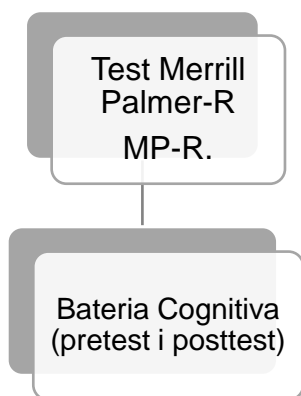 Test Merrill
Palmer-R
MP-R.
Bateria Cognitiva
(pretest i posttest)